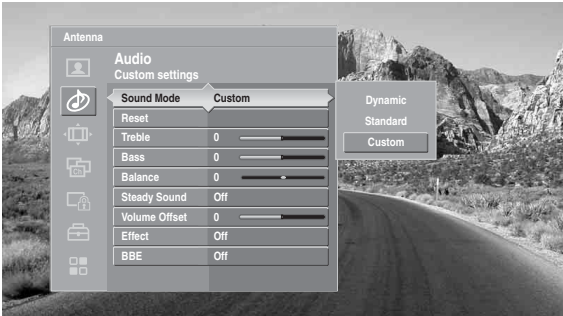 Antenna
Audio
Custom settings
Sound Mode Custom
Reset
Treble 0
Bass 0
Balance 0
Steady Sound Off
Volume Offset 0
Effect Off
BBE Off
Dynamic
Standard
Custom